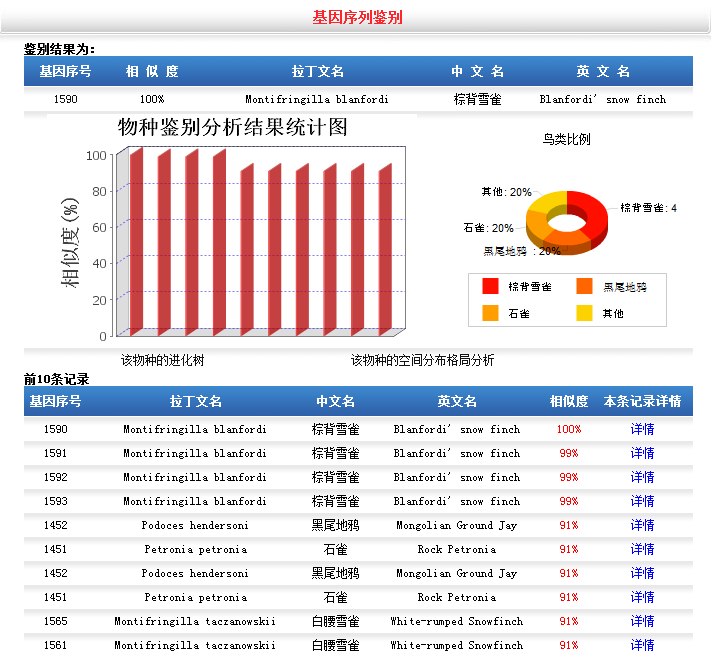 基因序列鉴别
鉴别结果为:
基因序号 相 似 度 拉丁文名 中 文 名 英 文 名
1590 100% Montifringilla blanfordi 棕背雪雀 Blanfordi' snow finch
物种鉴别分析结果统计图
鸟类比例
相似度(%)
100
80
60
40
20
0
其他: 20%
棕背雪雀: 4
石雀: 20%
黑尾地鸦 : 20%
棕背雪雀 黑尾地鸦
石雀 其他
该物种的进化树 该物种的空间分布格局分析
前10条记录
基因序号 拉丁文名 中文名 英文名 相似度 本条记录详情
1590 Montifringilla blanfordi 棕背雪雀 Blanfordi' snow finch 100% 详情
1591 Montifringilla blanfordi 棕背雪雀 Blanfordi' snow finch 99% 详情
1592 Montifringilla blanfordi 棕背雪雀 Blanfordi' snow finch 99% 详情
1593 Montifringilla blanfordi 棕背雪雀 Blanfordi' snow finch 99% 详情
1452 Podoces hendersoni 黑尾地鸦 Mongolian Ground Jay 91% 详情
1451 Petronia petronia 石雀 Rock Petronia 91% 详情
1452 Podoces hendersoni 黑尾地鸦 Mongolian Ground Jay 91% 详情
1451 Petronia petronia 石雀 Rock Petronia 91% 详情
1565 Montifringilla taczanowskii 白腰雪雀 White-rumped Snowfinch 91% 详情
1561 Montifringilla taczanowskii 白腰雪雀 White-rumped Snowfinch 91% 详情